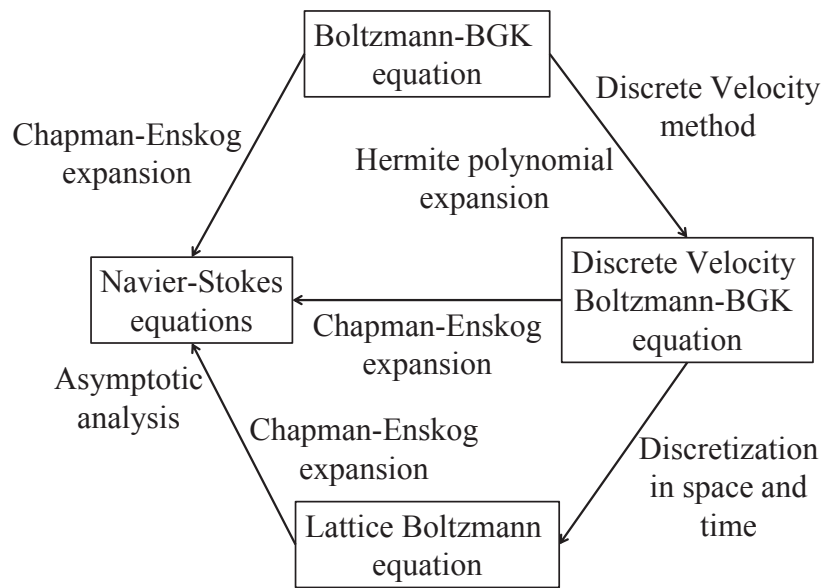 Boltzmann-BGK
equation
Discrete Velocity
method
Chapman-Enskog
expansion
Hermite polynomial
expansion
Navier-Stokes
equations
Discrete Velocity
Boltzmann-BGK
equation
Chapman-Enskog
expansion
Asymptotic
analysis
Chapman-Enskog
expansion
Discretization
in space and
time
Lattice Boltzmann
equation